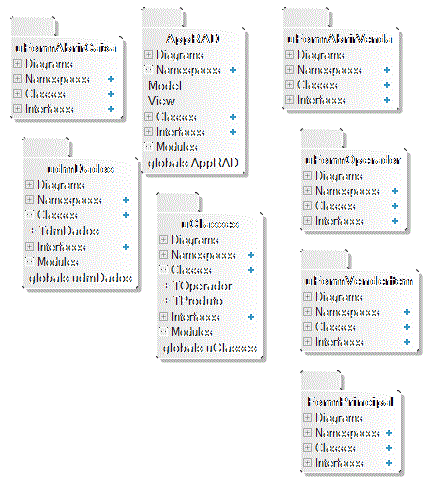 uFormAbrirCaixa
Diagrams
Namespaces
Classes
Interfaces
AppRAD
Diagrams
Namespaces
Model
View
Classes
Interfaces
Modules
globals AppRAD
uFormAbrirVenda
Diagrams
Namespaces
Classes
Interfaces
udmDados
Diagrams
Namespaces
Classes
TdmDados
Interfaces
Modules
globals udmDados
uClasses
Diagrams
Namespaces
Classes
TOperador
TProduto
Interfaces
Modules
globals uClasses
uFormOperador
Diagrams
Namespaces
Classes
Interfaces
uFormVenderItem
Diagrams
Namespaces
Classes
Interfaces
FormPrincipal
Diagrams
Namespaces
Classes
Interfaces